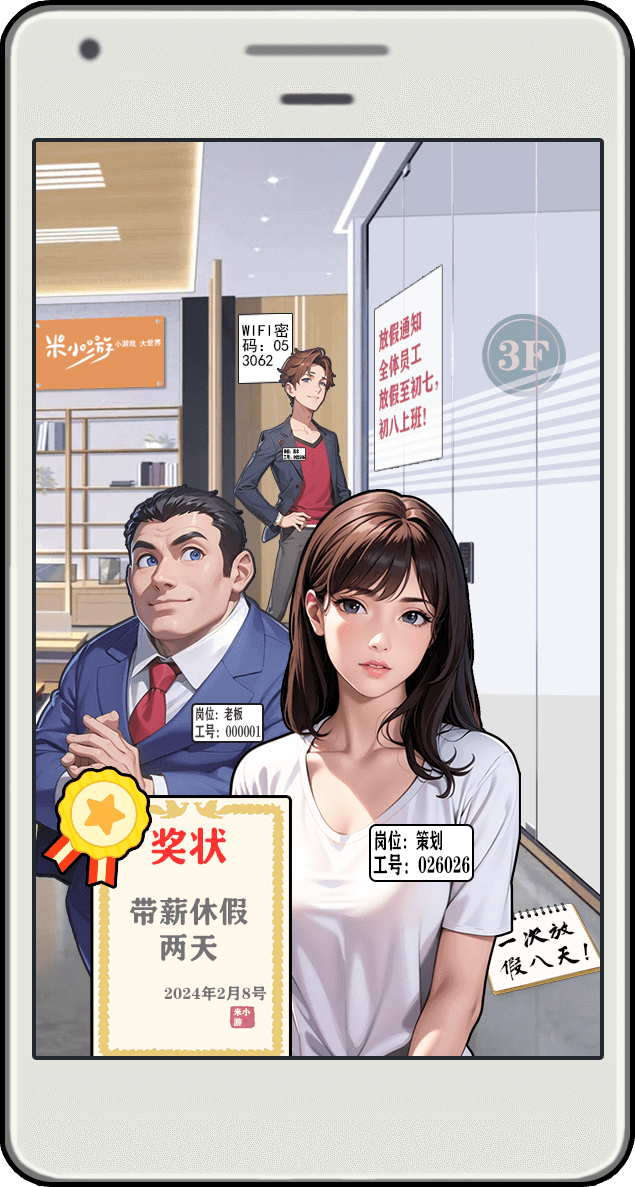 米小游 小游戏 大世界
WIFI密
码：05
3062
放假通知
全体员工
放假至初七，
初八上班！
3F
岗位：老板
工号：000001
岗位：策划
工号：026026
奖状
带薪休假
两天
2024年2月8号
米小
游
一次放
假八天！